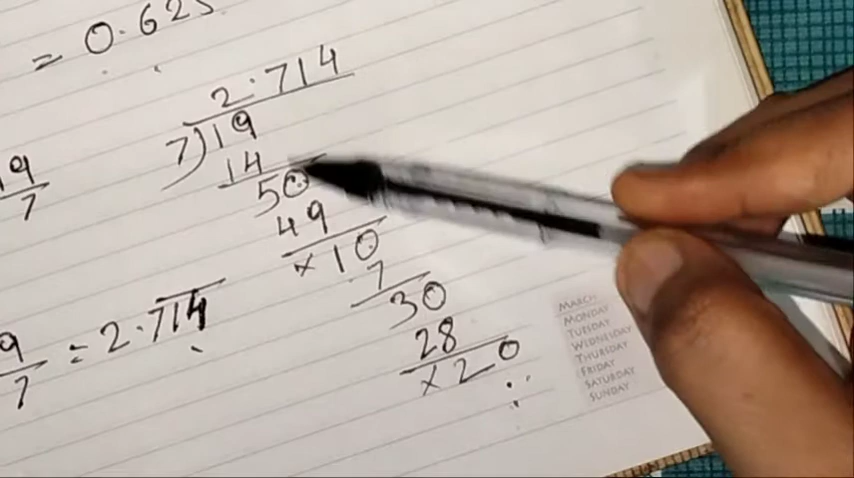 = 0.625
2.714
7)19
14
50
49
×10
7
30
28
×20
19/7
9/7 = 2.714
MARCH
MONDAY
TUESDAY
WEDNESDAY
THURSDAY
FRIDAY
SATURDAY
SUNDAY